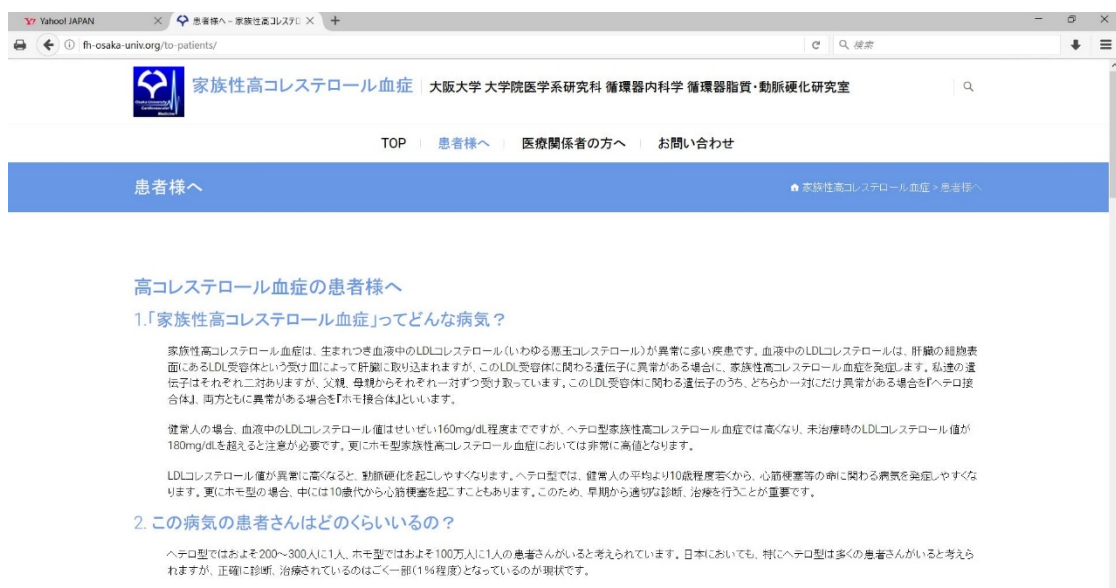 Yahoo! JAPAN
患者様へ – 家族性高コレステロ
fh-osaka-univ.org/to-patients/
検索
家族性高コレステロール血症
大阪大学 大学院医学系研究科 循環器内科学 循環器脂質・動脈硬化研究室
TOP 患者様へ 医療関係者の方へ お問い合わせ
患者様へ
家族性高コレステロール血症 > 患者様へ
高コレステロール血症の患者様へ
1.「家族性高コレステロール血症」ってどんな病気？
家族性高コレステロール血症は、生まれつき血液中のLDLコレステロール(いわゆる悪玉コレステロール)が異常に多い疾患です。血液中のLDLコレステロールは、肝臓の細胞表
面にあるLDL受容体という受け皿によって肝臓に取り込まれますが、このLDL受容体に関わる遺伝子に異常がある場合に、家族性高コレステロール血症を発症します。私達の遺
伝子はそれぞれ二対ありますが、父親、母親からそれぞれ一対ずつ受け取っています。このLDL受容体に関わる遺伝子のうち、どちらか一対にだけ異常がある場合を『ヘテロ接
合体』、両方ともに異常がある場合を『ホモ接合体』といいます。
健常人の場合、血液中のLDLコレステロール値はせいぜい160mg/dL程度までですが、ヘテロ型家族性高コレステロール血症では高くなり、未治療時のLDLコレステロール値が
180mg/dLを超えると注意が必要です。更にホモ型家族性高コレステロール血症においては非常に高値となります。
LDLコレステロール値が異常に高くなると、動脈硬化を起こしやすくなります。ヘテロ型では、健常人の平均より10歳程度若くから、心筋梗塞等の命に関わる病気を発症しやすくな
ります。更にホモ型の場合、中には10歳代から心筋梗塞を起こすこともあります。このため、早期から適切な診断、治療を行うことが重要です。
2. この病気の患者さんはどのくらいいるの？
ヘテロ型ではおよそ200～300人に1人、ホモ型ではおよそ100万人に1人の患者さんがいると考えられています。日本においても、特にヘテロ型は多くの患者さんがいると考えら
れますが、正確に診断、治療されているのはごく一部(1%程度)となっているのが現状です。